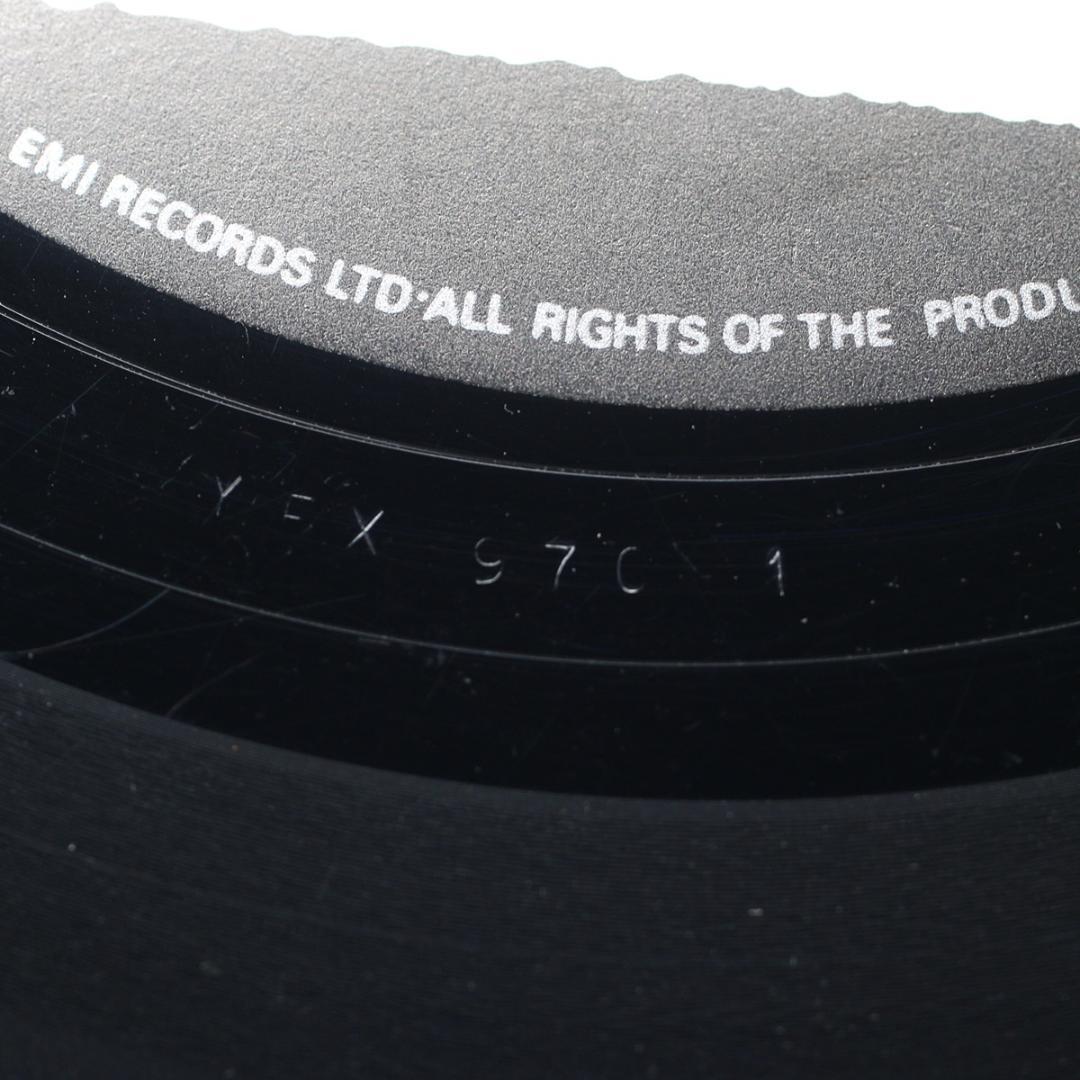 EMI RECORDS LTD·ALL RIGHTS OF THE PRODU
YEX 970 1